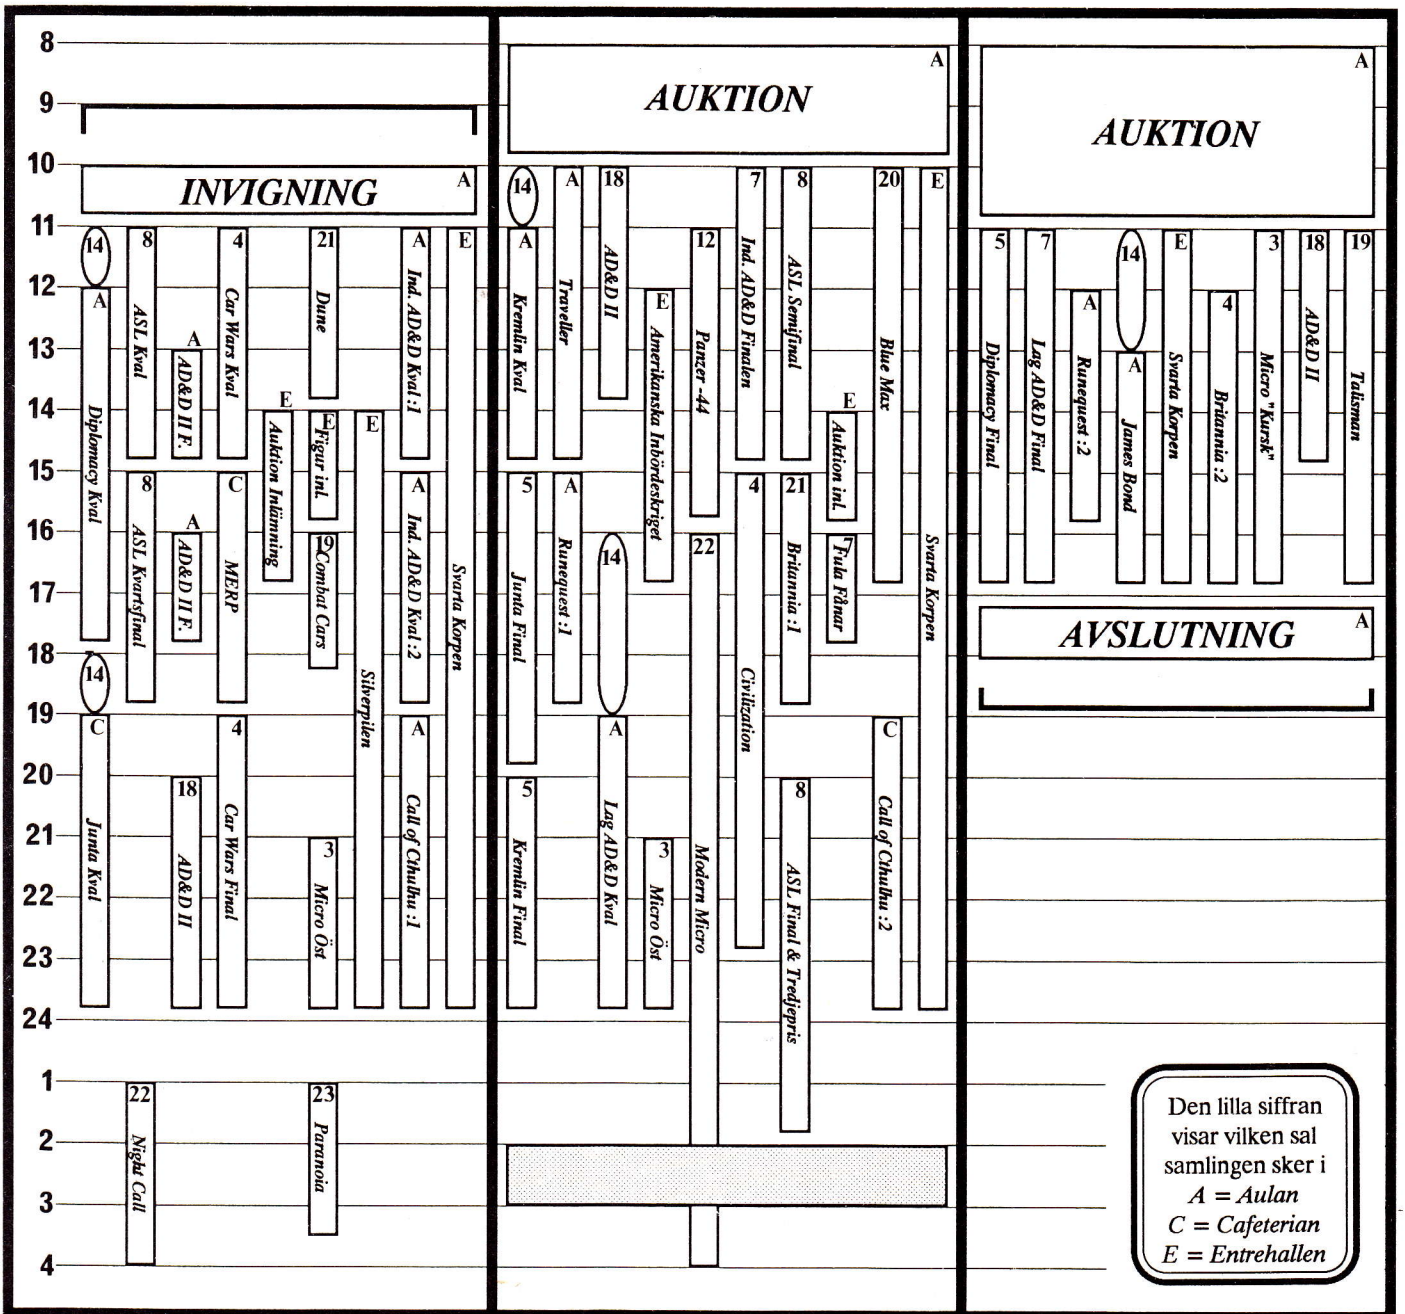 8
9
10
11
12
13
14
15
16
17
18
19
20
21
22
23
24
1
2
3
4
INVIGNING A
14
A Diplomacy Kval
14
C Junta Kval
8 ASL Kval
8 ASL Kvartsfinal
22 Night Call
A AD&D II F.
A AD&D II F.
18 AD&D II
4 Car Wars Kval
C MERP
4 Car Wars Final
E Auktion Inlämning
21 Dune
E Figur inl.
19 Combat Cars
3 Micro Öst
23 Paranoia
E Silverpilen
A Ind. AD&D Kval :1
A Ind. AD&D Kval :2
A Call of Cthulhu :1
E Svarta Korpen
AUKTION A
14
A Kremlin Kval
5 Junta Final
5 Kremlin Final
A Traveller
A Runequest :1
18 AD&D II
14
A Lag AD&D Kval
E Amerikanska Inbördeskriget
3 Micro Öst
12 Panzer -44
22 Modern Micro
7 Ind. AD&D Finalen
4 Civilization
8 ASL Semifinal
21 Britannia :1
8 ASL Final & Tredjepris
E Auktion inl.
7 Fula Fånar
20 Blue Max
C Call of Cthulhu :2
E Svarta Korpen
AUKTION A
5 Diplomacy Final
7 Lag AD&D Final
A Runequest :2
14
A James Bond
E Svarta Korpen
4 Britannia :2
3 Micro "Kursk"
18 AD&D II
19 Talisman
AVSLUTNING A
Den lilla siffran
visar vilken sal
samlingen sker i
A = Aulan
C = Cafeterian
E = Entrehallen